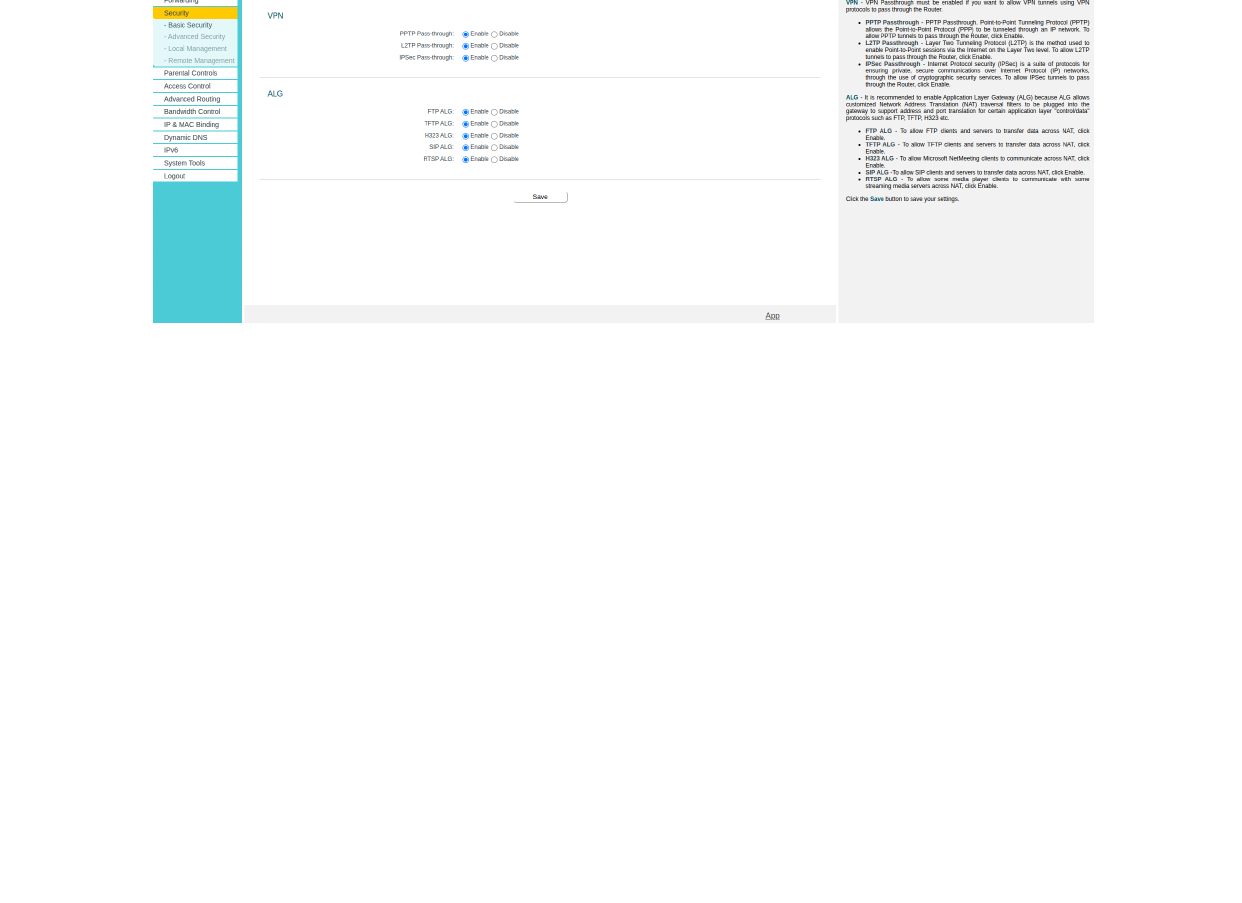 Forwarding
Security
- Basic Security
- Advanced Security
- Local Management
- Remote Management
Parental Controls
Access Control
Advanced Routing
Bandwidth Control
IP & MAC Binding
Dynamic DNS
IPv6
System Tools
Logout
VPN
PPTP Pass-through: Enable Disable
L2TP Pass-through: Enable Disable
IPSec Pass-through: Enable Disable
ALG
FTP ALG: Enable Disable
TFTP ALG: Enable Disable
H323 ALG: Enable Disable
SIP ALG: Enable Disable
RTSP ALG: Enable Disable
Save
App
VPN - VPN Passthrough must be enabled if you want to allow VPN tunnels using VPN
protocols to pass through the Router.
• PPTP Passthrough - PPTP Passthrough. Point-to-Point Tunneling Protocol (PPTP)
allows the Point-to-Point Protocol (PPP) to be tunneled through an IP network. To
allow PPTP tunnels to pass through the Router, click Enable.
• L2TP Passthrough - Layer Two Tunneling Protocol (L2TP) is the method used to
enable Point-to-Point sessions via the Internet on the Layer Two level. To allow L2TP
tunnels to pass through the Router, click Enable.
• IPSec Passthrough - Internet Protocol security (IPSec) is a suite of protocols for
ensuring private, secure communications over Internet Protocol (IP) networks,
through the use of cryptographic security services. To allow IPSec tunnels to pass
through the Router, click Enable.
ALG - It is recommended to enable Application Layer Gateway (ALG) because ALG allows
customized Network Address Translation (NAT) traversal filters to be plugged into the
gateway to support address and port translation for certain application layer "control/data"
protocols such as FTP, TFTP, H323 etc.
• FTP ALG - To allow FTP clients and servers to transfer data across NAT, click
Enable.
• TFTP ALG - To allow TFTP clients and servers to transfer data across NAT, click
Enable.
• H323 ALG - To allow Microsoft NetMeeting clients to communicate across NAT, click
Enable.
• SIP ALG -To allow SIP clients and servers to transfer data across NAT, click Enable.
• RTSP ALG - To allow some media player clients to communicate with some
streaming media servers across NAT, click Enable.
Click the Save button to save your settings.